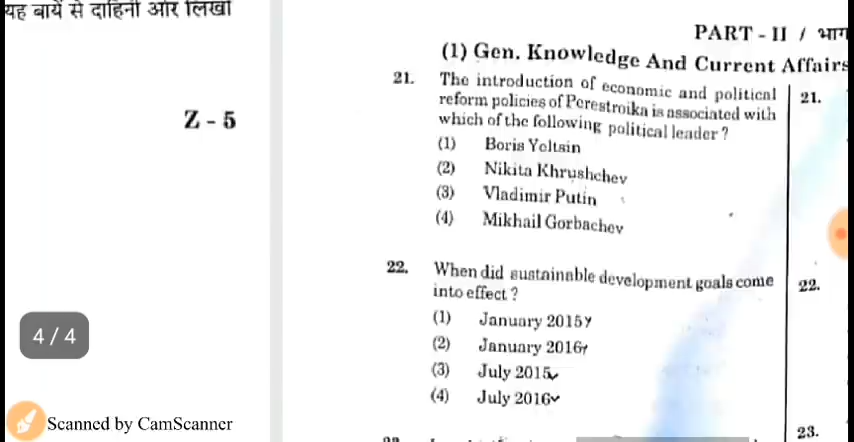 यह बायें से दाहिनी ओर लिखा
Z - 5
4 / 4
Scanned by CamScanner
PART - II / भाग
(1) Gen. Knowledge And Current Affairs
21. The introduction of economic and political
reform policies of Perestroika is associated with
which of the following political leader ?
(1) Boris Yeltsin
(2) Nikita Khrushchev
(3) Vladimir Putin
(4) Mikhail Gorbachev
22. When did sustainable development goals come
into effect ?
(1) January 2015
(2) January 2016
(3) July 2015
(4) July 2016
21.
22.
23.